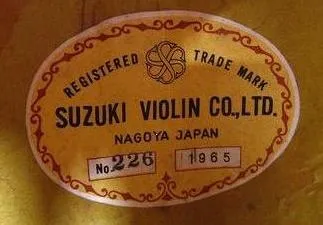 REGISTERED TRADE MARK
SUZUKI VIOLIN CO.,LTD.
NAGOYA JAPAN
No 226 1965